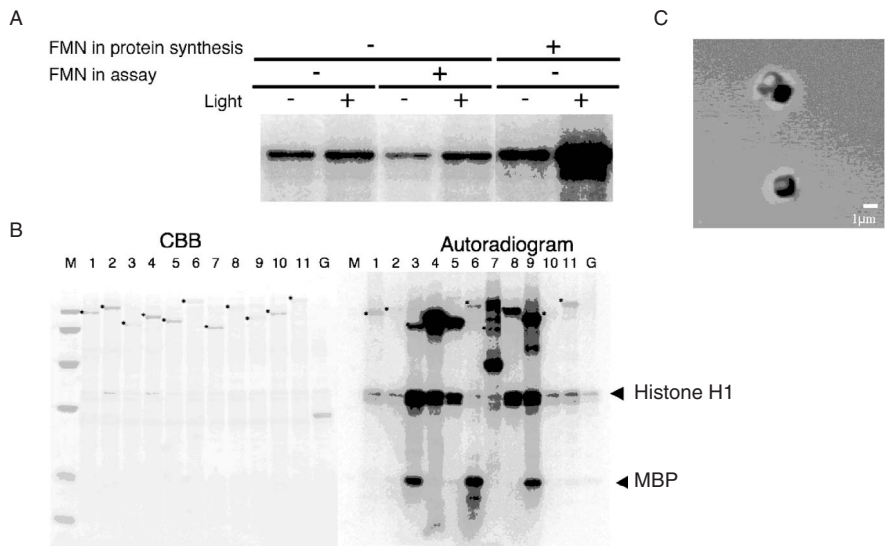 A
FMN in protein synthesis - +
FMN in assay - + -
Light - + - + - +
C
1µm
B
CBB
M 1 2 3 4 5 6 7 8 9 10 11 G
Autoradiogram
M 1 2 3 4 5 6 7 8 9 10 11 G
Histone H1
MBP